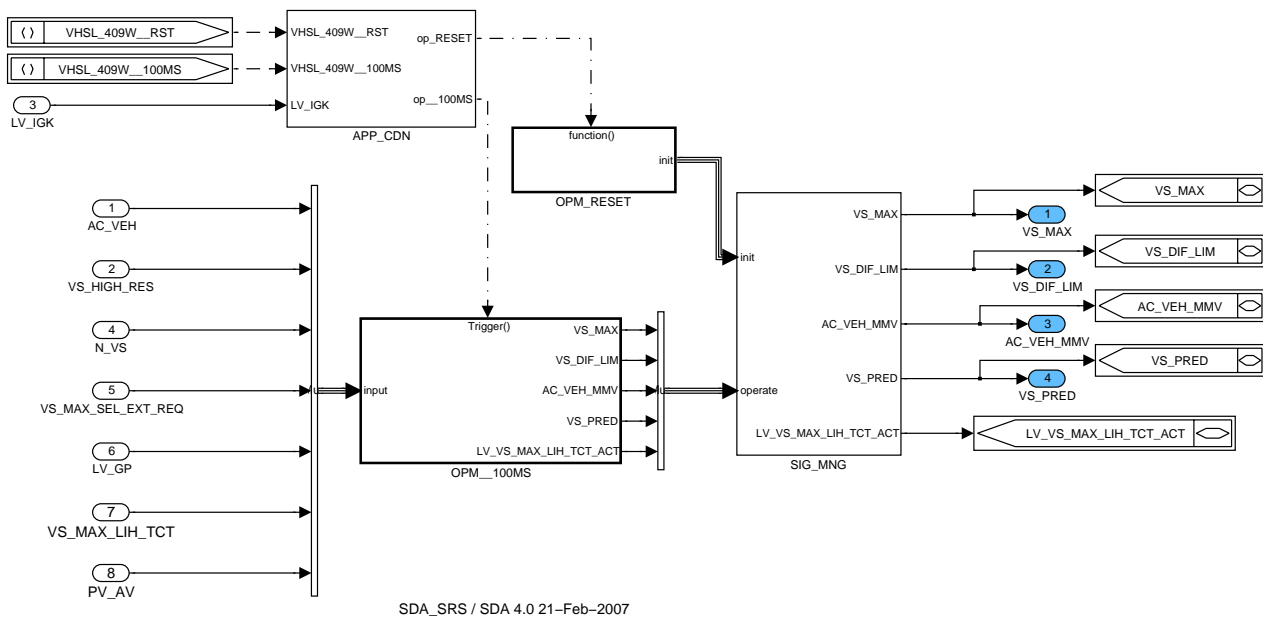 VHSL_409W__RST
VHSL_409W__100MS
3
LV_IGK
VHSL_409W__RST
VHSL_409W__100MS
LV_IGK
op_RESET
op__100MS
APP_CDN
function()
init
OPM_RESET
1
AC_VEH
2
VS_HIGH_RES
4
N_VS
5
VS_MAX_SEL_EXT_REQ
6
LV_GP
7
VS_MAX_LIH_TCT
8
PV_AV
Trigger()
input
VS_MAX
VS_DIF_LIM
AC_VEH_MMV
VS_PRED
LV_VS_MAX_LIH_TCT_ACT
OPM__100MS
init
operate
VS_MAX
VS_DIF_LIM
AC_VEH_MMV
VS_PRED
LV_VS_MAX_LIH_TCT_ACT
SIG_MNG
VS_MAX
1
VS_MAX
VS_DIF_LIM
2
VS_DIF_LIM
AC_VEH_MMV
3
AC_VEH_MMV
VS_PRED
4
VS_PRED
LV_VS_MAX_LIH_TCT_ACT
SDA_SRS / SDA 4.0 21−Feb−2007